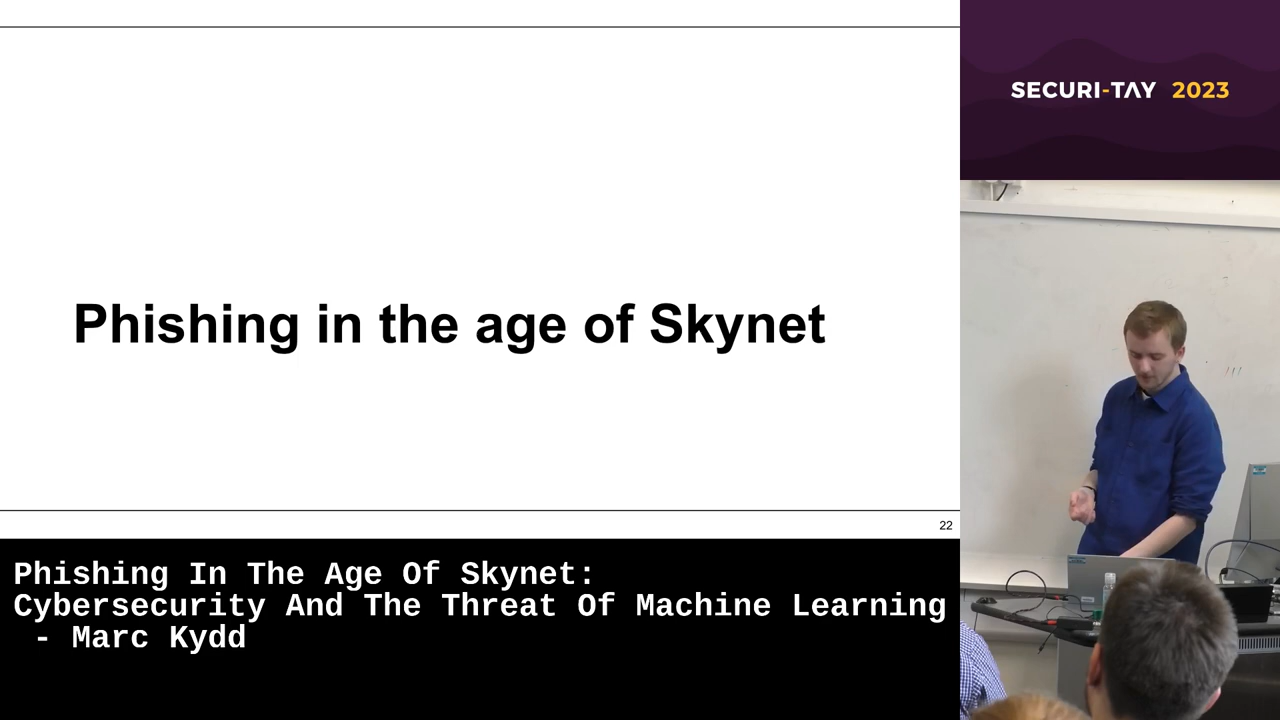 Phishing in the age of Skynet
22
Phishing In The Age Of Skynet:
Cybersecurity And The Threat Of Machine Learning
- Marc Kydd
SECURI-TAY 2023